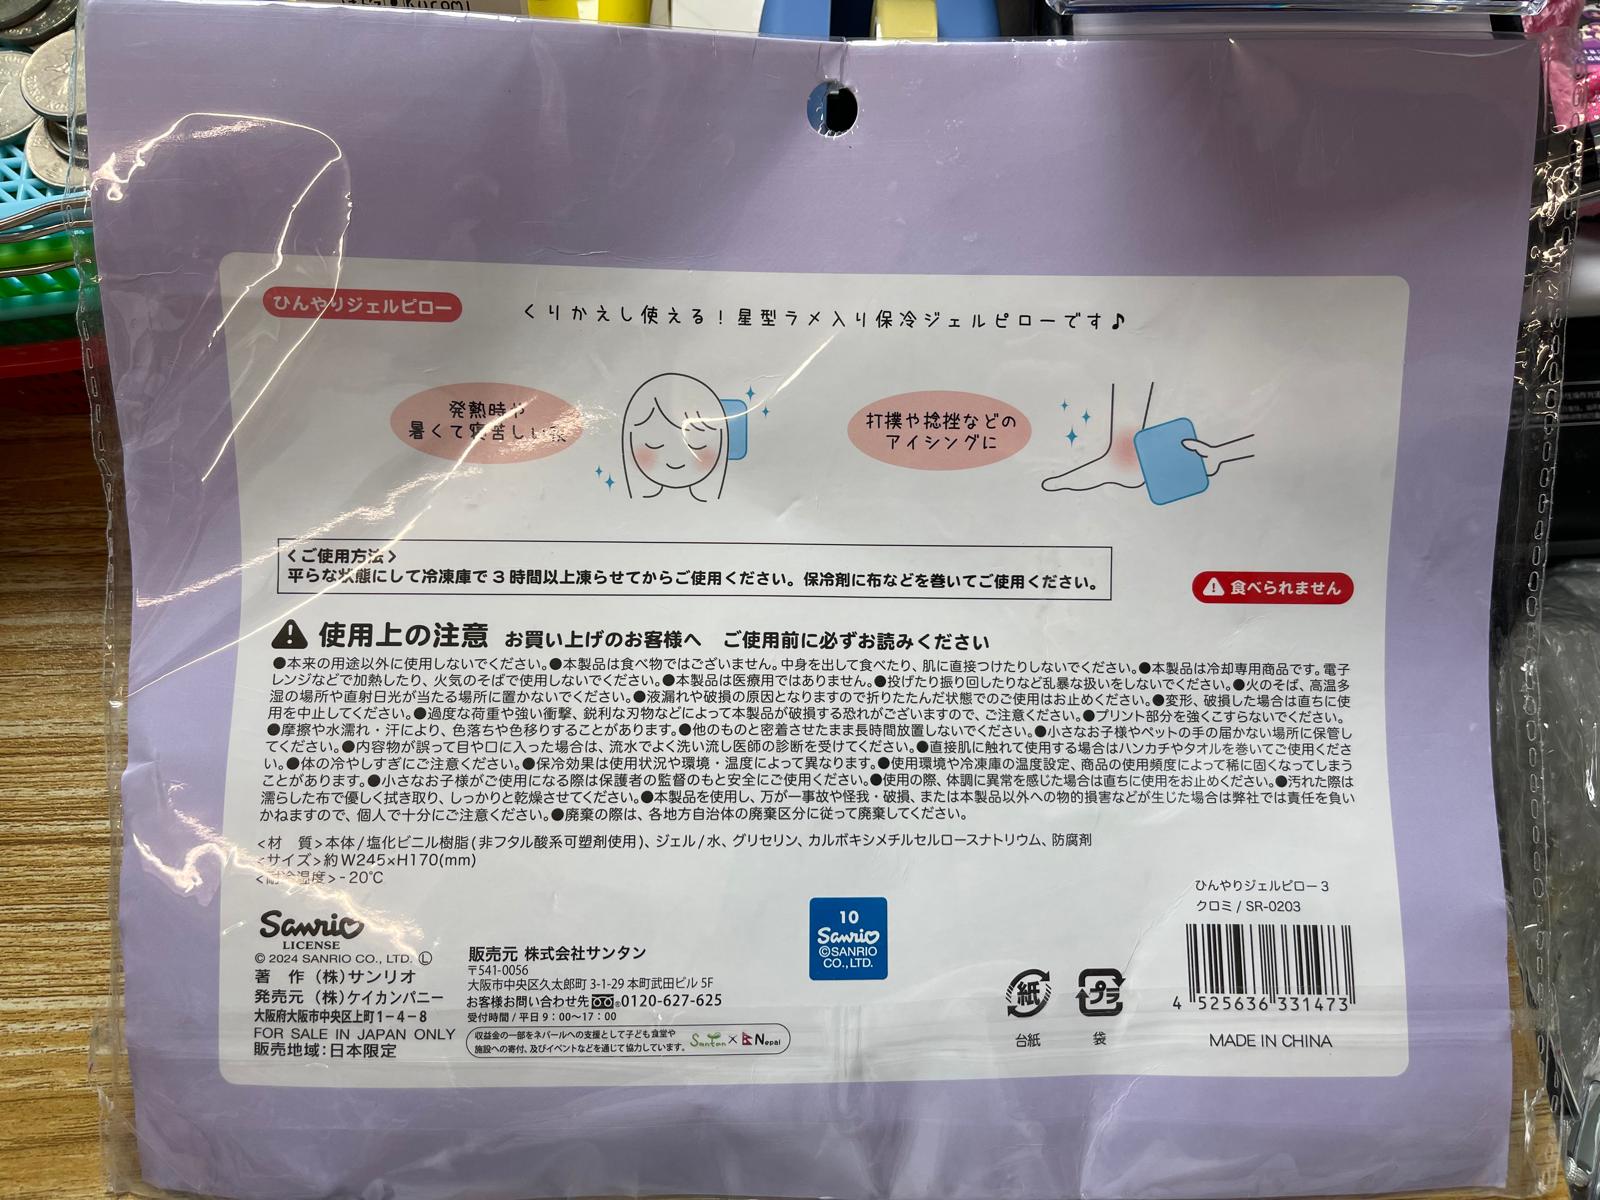 Kuromi
ひんやりジェルピロー
くりかえし使える！星型ラメ入り保冷ジェルピローです♪
発熱時や
暑くて寝苦しい夜
打撲や捻挫などの
アイシングに
<ご使用方法>
平らな状態にして冷凍庫で3時間以上凍らせてからご使用ください。保冷剤に布などを巻いてご使用ください。
食べられません
使用上の注意 お買い上げのお客様へ ご使用前に必ずお読みください
●本来の用途以外に使用しないでください。●本製品は食べ物ではございません。中身を出して食べたり、肌に直接つけたりしないでください。●本製品は冷却専用商品です。電子
レンジなどで加熱したり、火気のそばで使用しないでください。●本製品は医療用ではありません。●投げたり振り回したりなど乱暴な扱いをしないでください。●火のそば、高温多
湿の場所や直射日光が当たる場所に置かないでください。●液漏れや破損の原因となりますので折りたたんだ状態でのご使用はお止めください。●変形、破損した場合は直ちに使
用を中止してください。●過度な荷重や強い衝撃、鋭利な刃物などによって本製品が破損する恐れがございますので、ご注意ください。●プリント部分を強くこすらないでください。
●摩擦や水濡れ・汗により、色落ちや色移りすることがあります。●他のものと密着させたまま長時間放置しないでください。●小さなお子様やペットの手の届かない場所に保管し
てください。●内容物が誤って目や口に入った場合は、流水でよく洗い流し医師の診断を受けてください。●直接肌に触れて使用する場合はハンカチやタオルを巻いてご使用くださ
い。●体の冷やしすぎにご注意ください。●保冷効果は使用状況や環境・温度によって異なります。●使用環境や冷凍庫の温度設定、商品の使用頻度によって稀に固くなってしまう
ことがあります。●小さなお子様がご使用になる際は保護者の監督のもと安全にご使用ください。●使用の際、体調に異常を感じた場合は直ちに使用をお止めください。●汚れた際は
濡らした布で優しく拭き取り、しっかりと乾燥させてください。●本製品を使用し、万が一事故や怪我・破損、または本製品以外への物的損害などが生じた場合は弊社では責任を負い
かねますので、個人で十分にご注意ください。●廃棄の際は、各地方自治体の廃棄区分に従って廃棄してください。
<材 質>本体/塩化ビニル樹脂(非フタル酸系可塑剤使用)、ジェル/水、グリセリン、カルボキシメチルセルロースナトリウム、防腐剤
<サイズ>約W245×H170(mm)
<耐冷温度>-20℃
Sanrio
LICENSE
© 2024 SANRIO CO., LTD. Ⓛ
著 作 (株)サンリオ
発売元 (株)ケイカンパニー
大阪府大阪市中央区上町1-4-8
FOR SALE IN JAPAN ONLY
販売地域:日本限定
販売元 株式会社サンタン
〒541-0056
大阪市中央区久太郎町 3-1-29 本町武田ビル 5F
お客様お問い合わせ先 0120-627-625
受付時間 / 平日 9：00～17：00
収益金の一部をネパールへの支援として子ども食堂や
施設への寄付、及びイベントなどを通じて協力しています。
Santan × Nepal
10
Sanrio
©SANRIO
CO.,LTD.
紙
台紙
プラ
袋
ひんやりジェルピロー3
クロミ / SR-0203
4 525636 331473
MADE IN CHINA